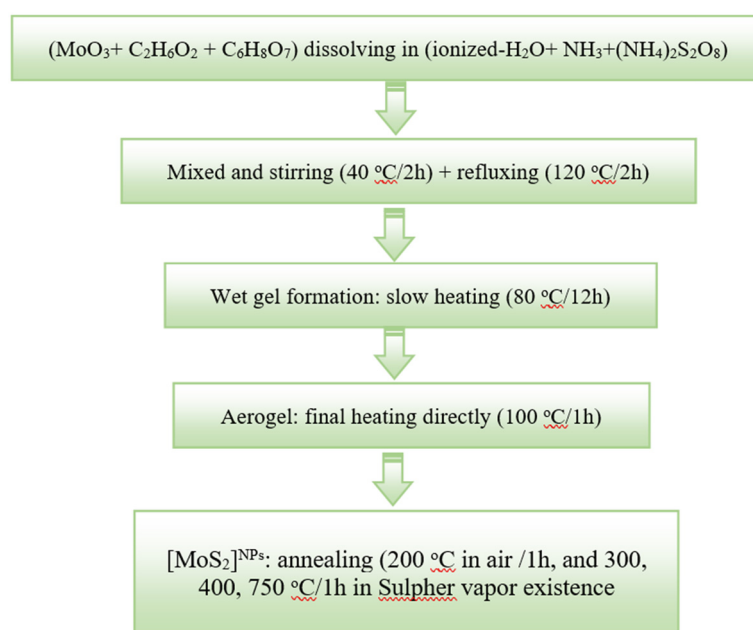 (MoO₃+ C₂H₆O₂ + C₆H₈O₇) dissolving in (ionized-H₂O+ NH₃+(NH₄)₂S₂O₈)
Mixed and stirring (40 ºC/2h) + refluxing (120 ºC/2h)
Wet gel formation: slow heating (80 ºC/12h)
Aerogel: final heating directly (100 ºC/1h)
[MoS₂]ᴺᴾˢ: annealing (200 ºC in air /1h, and 300,
400, 750 ºC/1h in Sulpher vapor existence